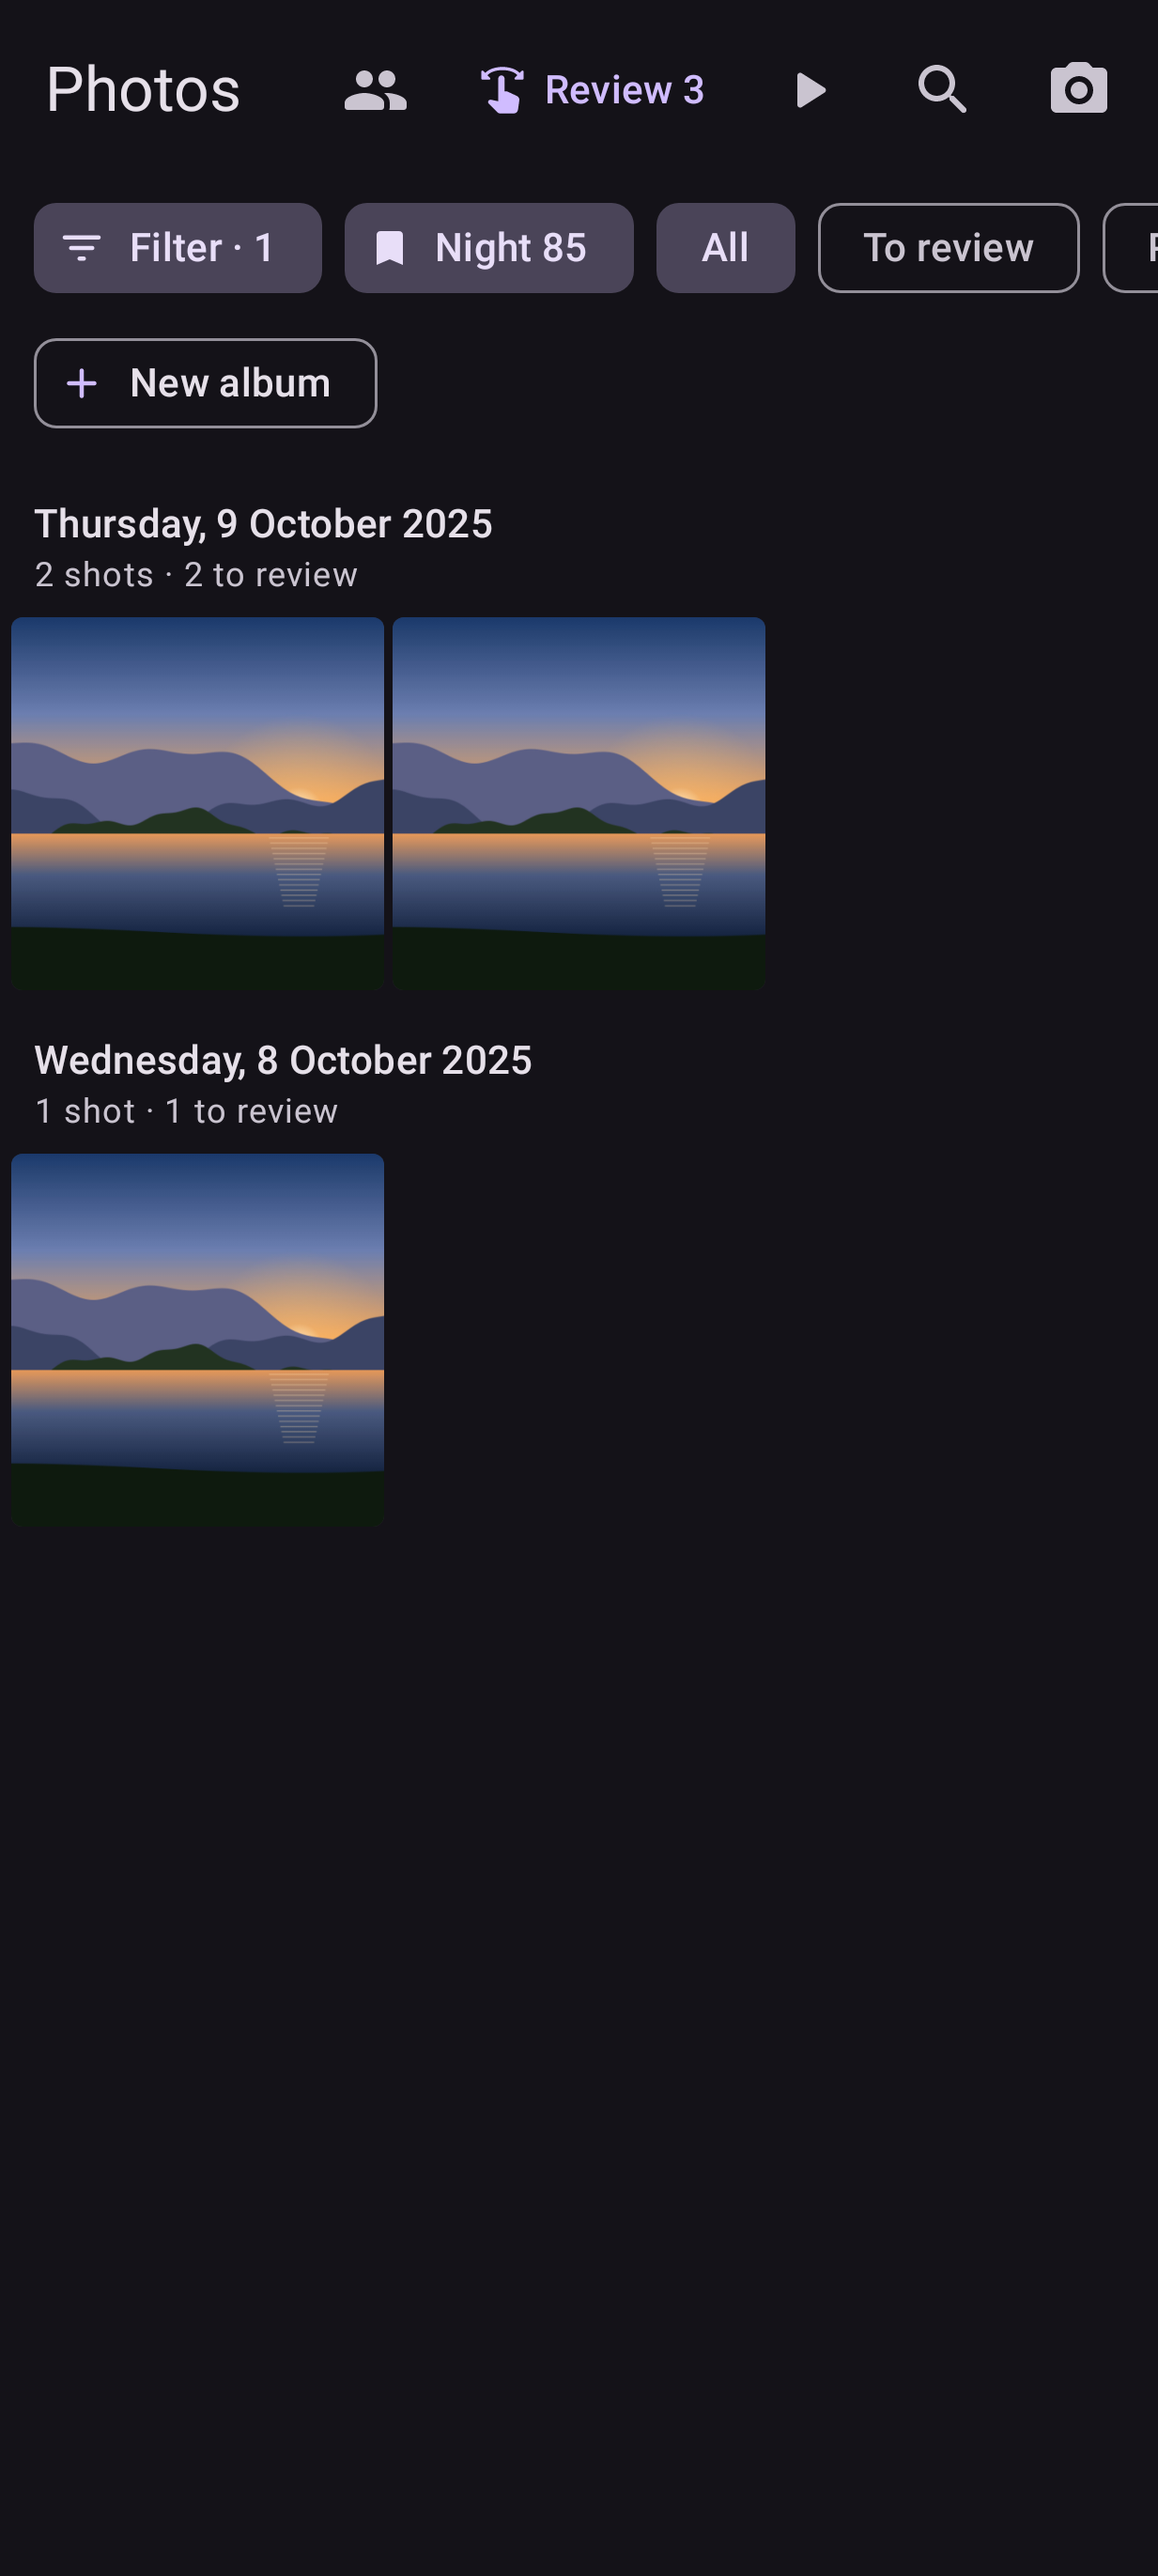 Photos
Review 3
Filter · 1
Night 85
All
To review
New album
Thursday, 9 October 2025
2 shots · 2 to review
Wednesday, 8 October 2025
1 shot · 1 to review